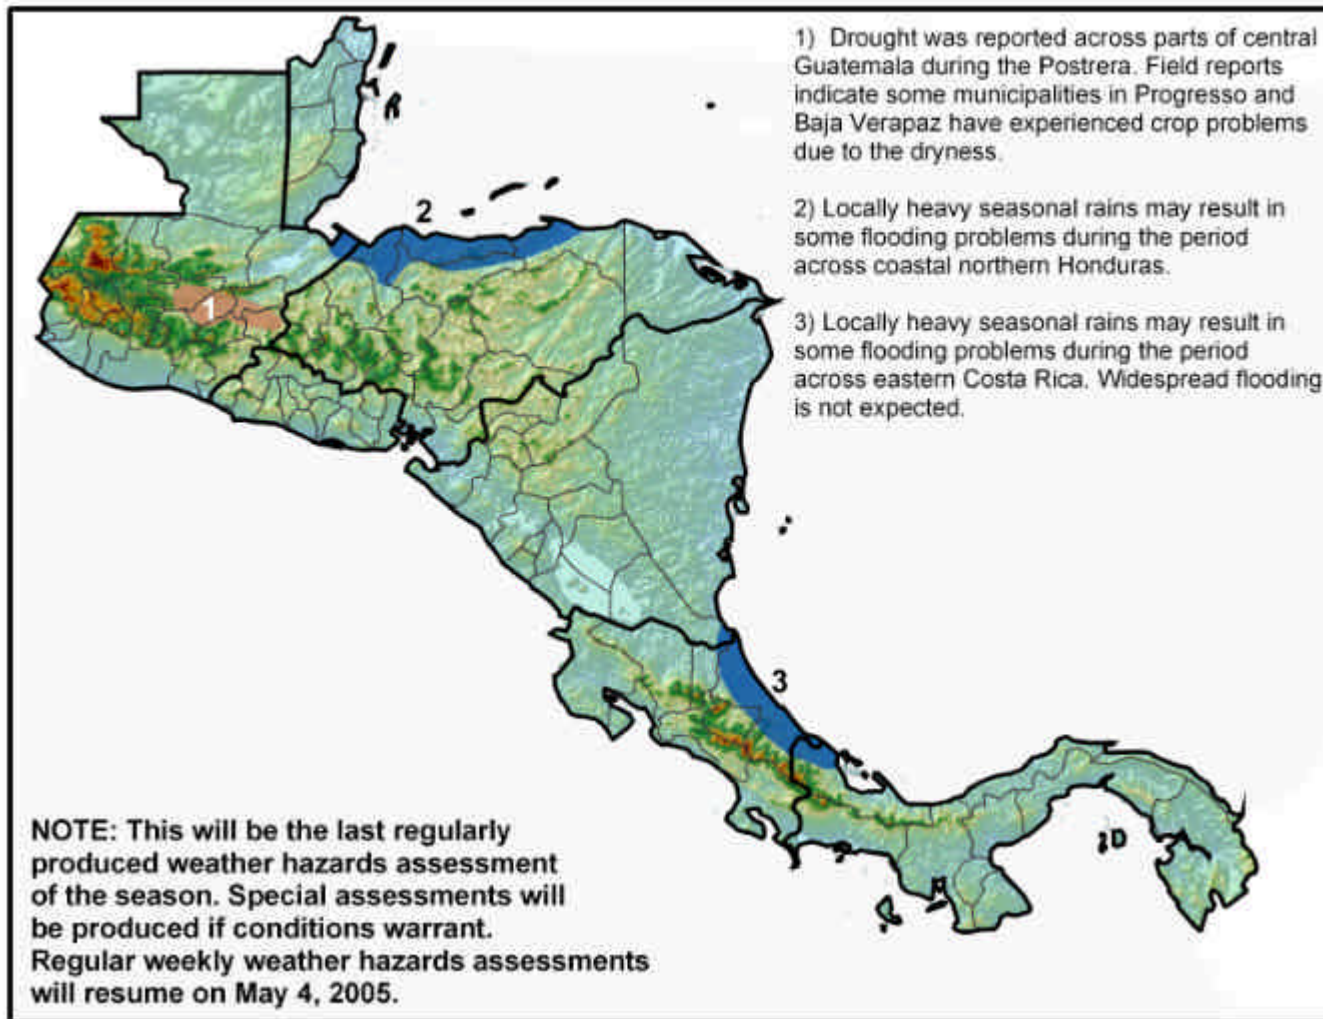 1) Drought was reported across parts of central
Guatemala during the Postrera. Field reports
indicate some municipalities in Progresso and
Baja Verapaz have experienced crop problems
due to the dryness.
2) Locally heavy seasonal rains may result in
some flooding problems during the period
across coastal northern Honduras.
3) Locally heavy seasonal rains may result in
some flooding problems during the period
across eastern Costa Rica. Widespread flooding
is not expected.
2
1
3
NOTE: This will be the last regularly
produced weather hazards assessment
of the season. Special assessments will
be produced if conditions warrant.
Regular weekly weather hazards assessments
will resume on May 4, 2005.